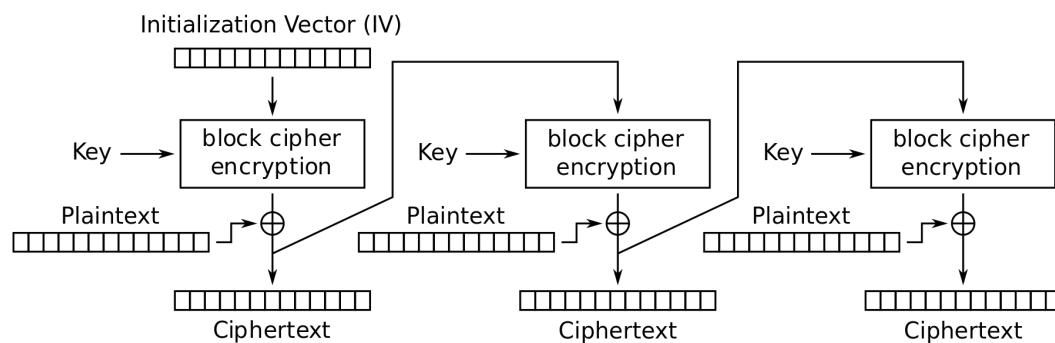 Initialization Vector (IV)
Key
block cipher
encryption
Plaintext
Ciphertext
Key
block cipher
encryption
Plaintext
Ciphertext
Key
block cipher
encryption
Plaintext
Ciphertext